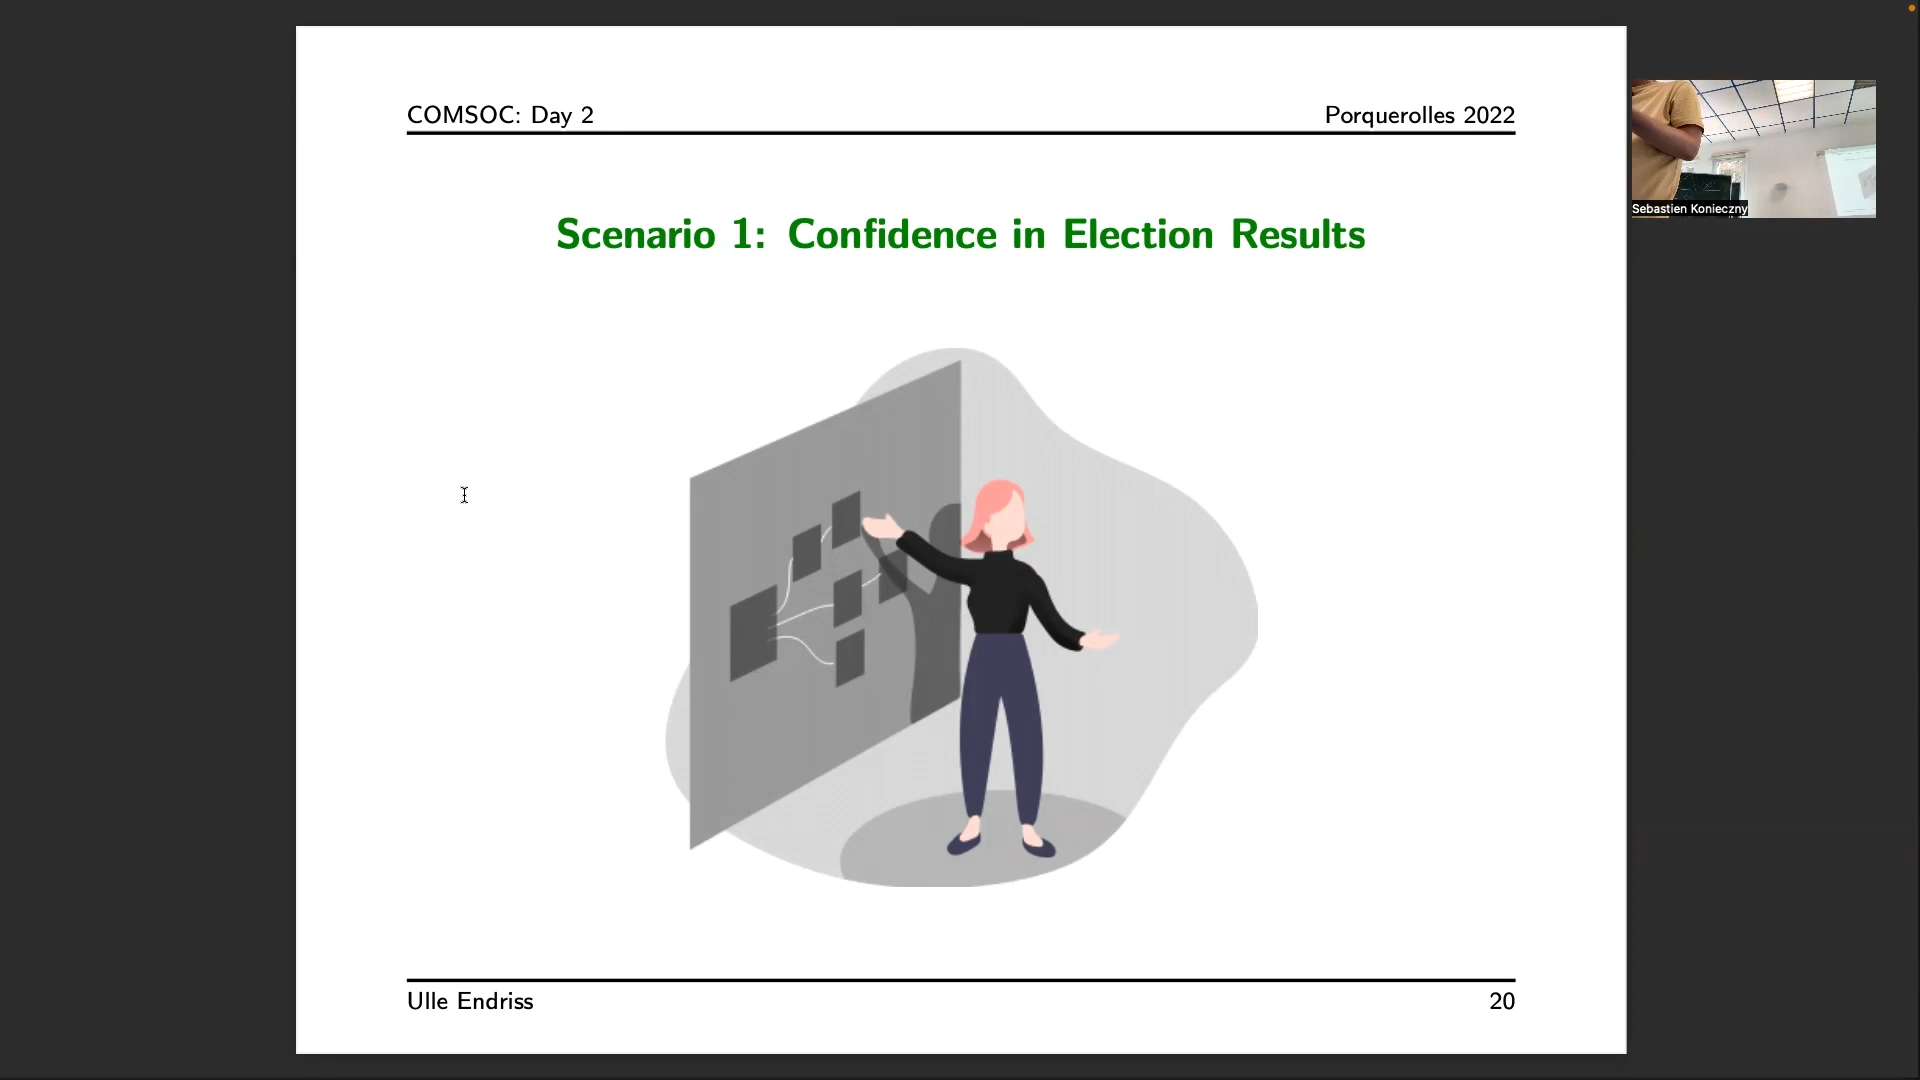 COMSOC: Day 2
Porquerolles 2022
Scenario 1: Confidence in Election Results
Sebastien Konieczny
Ulle Endriss
20